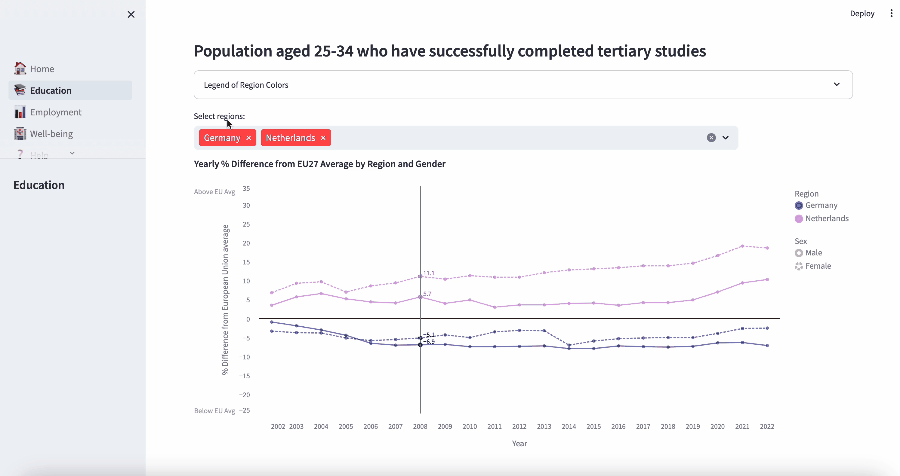 Deploy
Population aged 25-34 who have successfully completed tertiary studies
Home
Education
Employment
Well-being
Help
Education
Legend of Region Colors
Select regions:
Germany × Netherlands ×
Yearly % Difference from EU27 Average by Region and Gender
Above EU Avg
% Difference from European Union average
35
30
25
20
15
10
5
0
5
10
−15
−20
−25
Below EU Avg
11.1
5.7
2002 2003 2004 2005 2006 2007 2008 2009 2010 2011 2012 2013 2014 2015 2016 2017 2018 2019 2020 2021 2022
Year
Region
Germany
Netherlands
Sex
Male
Female